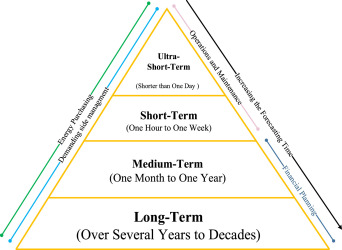 Ultra-
Short-Term
(Shorter than One Day )
Short-Term
(One Hour to One Week)
Medium-Term
(One Month to One Year)
Long-Term
(Over Several Years to Decades)
Energy Purchasing
Demanding side managment
Operations and Maintenance
Increasing the Forecasting Time
Financial Planning